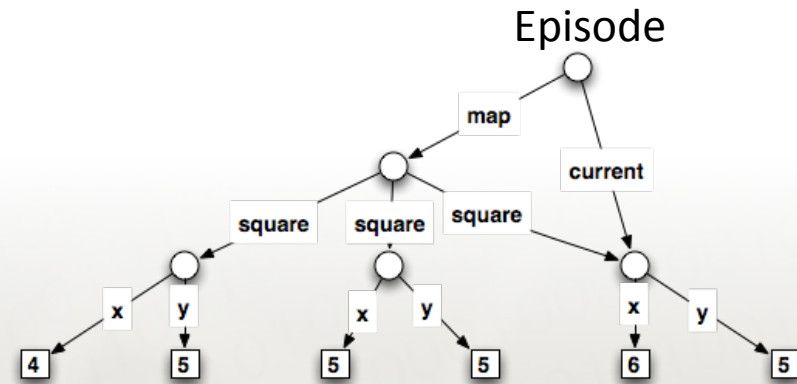 Episode
map
current
square square square
x y x y x y
4 5 5 5 6 5